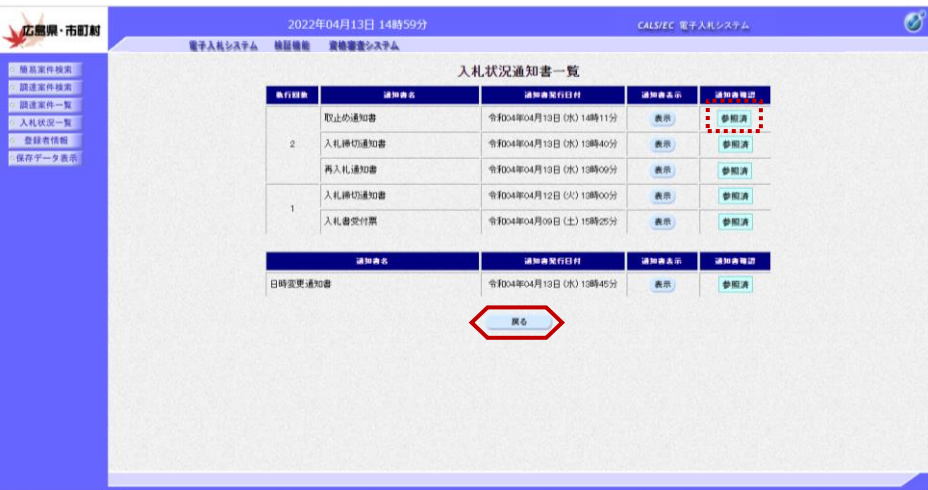 広島県・市町村
2022年04月13日 14時59分
CALS/EC 電子入札システム
電子入札システム 検証機能 資格審査システム
簡易案件検索
調達案件検索
調達案件一覧
入札状況一覧
登録者情報
保存データ表示
入札状況通知書一覧
執行回数 通知書名 通知書発行日付 通知書表示 通知書確認
取止め通知書 令和04年04月13日 (水) 14時11分 表示 参照済
2 入札締切通知書 令和04年04月13日 (水) 13時40分 表示 参照済
再入札通知書 令和04年04月13日 (水) 13時09分 表示 参照済
1 入札締切通知書 令和04年04月12日 (火) 13時00分 表示 参照済
入札書受付票 令和04年04月09日 (土) 15時25分 表示 参照済
通知書名 通知書発行日付 通知書表示 通知書確認
日時変更通知書 令和04年04月13日 (水) 13時45分 表示 参照済
戻る